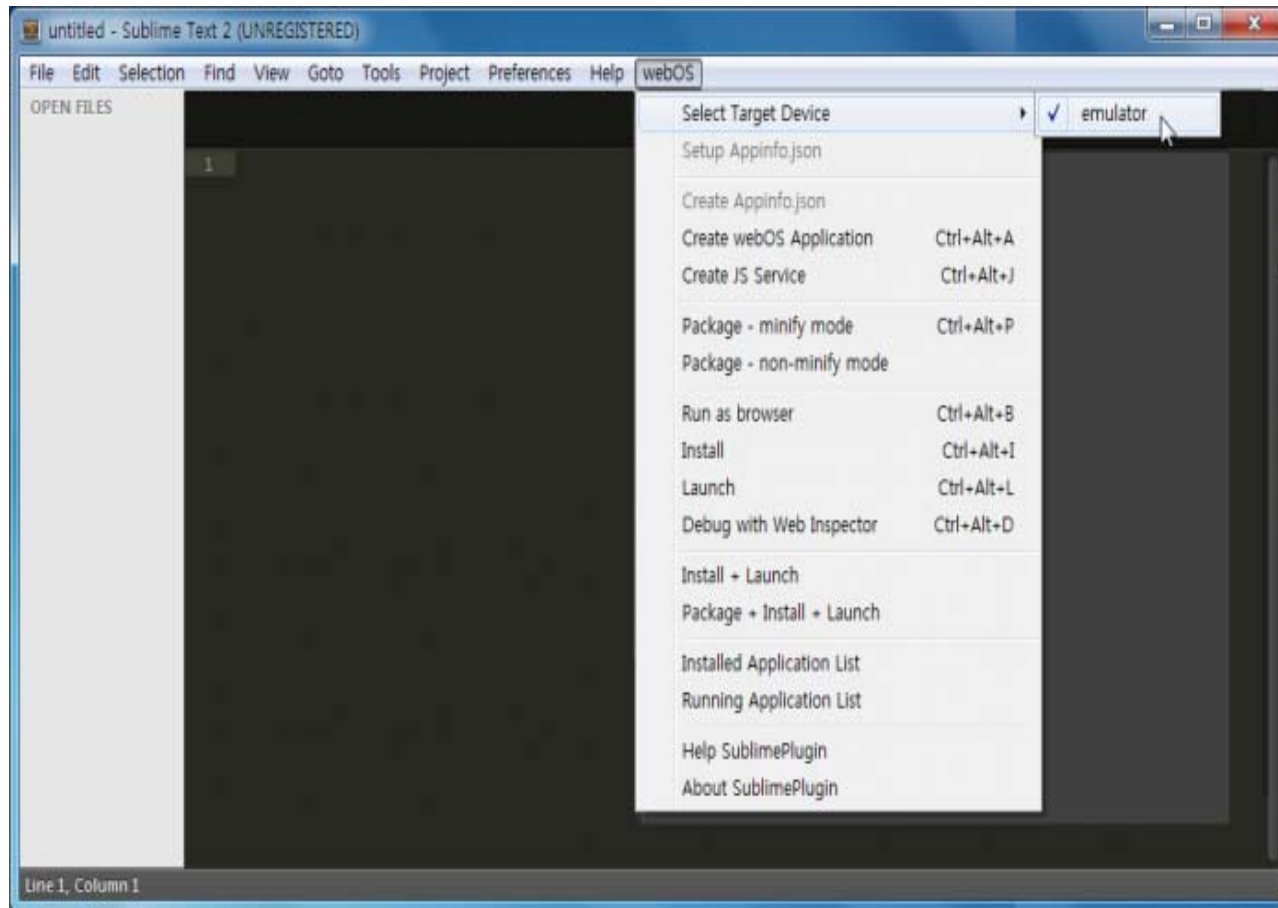 untitled - Sublime Text 2 (UNREGISTERED)
File Edit Selection Find View Goto Tools Project Preferences Help webOS
OPEN FILES
1
Select Target Device
emulator
Setup Appinfo.json
Create Appinfo.json
Create webOS Application Ctrl+Alt+A
Create JS Service Ctrl+Alt+J
Package - minify mode Ctrl+Alt+P
Package - non-minify mode
Run as browser Ctrl+Alt+B
Install Ctrl+Alt+I
Launch Ctrl+Alt+L
Debug with Web Inspector Ctrl+Alt+D
Install + Launch
Package + Install + Launch
Installed Application List
Running Application List
Help SublimePlugin
About SublimePlugin
Line 1, Column 1